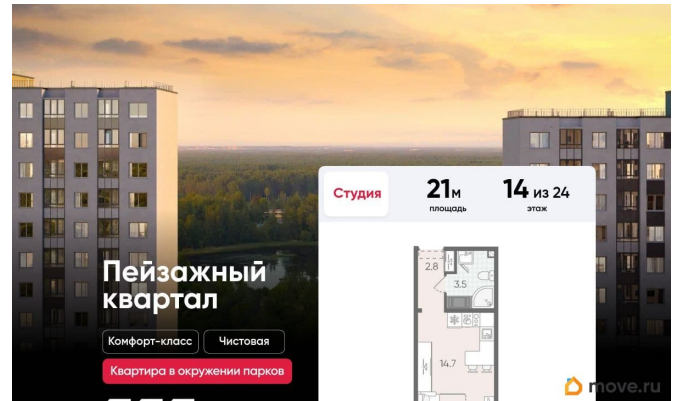 Студия
21м
площадь
14 из 24
этаж
2.8
3.5
14.7
Пейзажный
квартал
Комфорт-класс
Чистовая
Квартира в окружении парков
move.ru